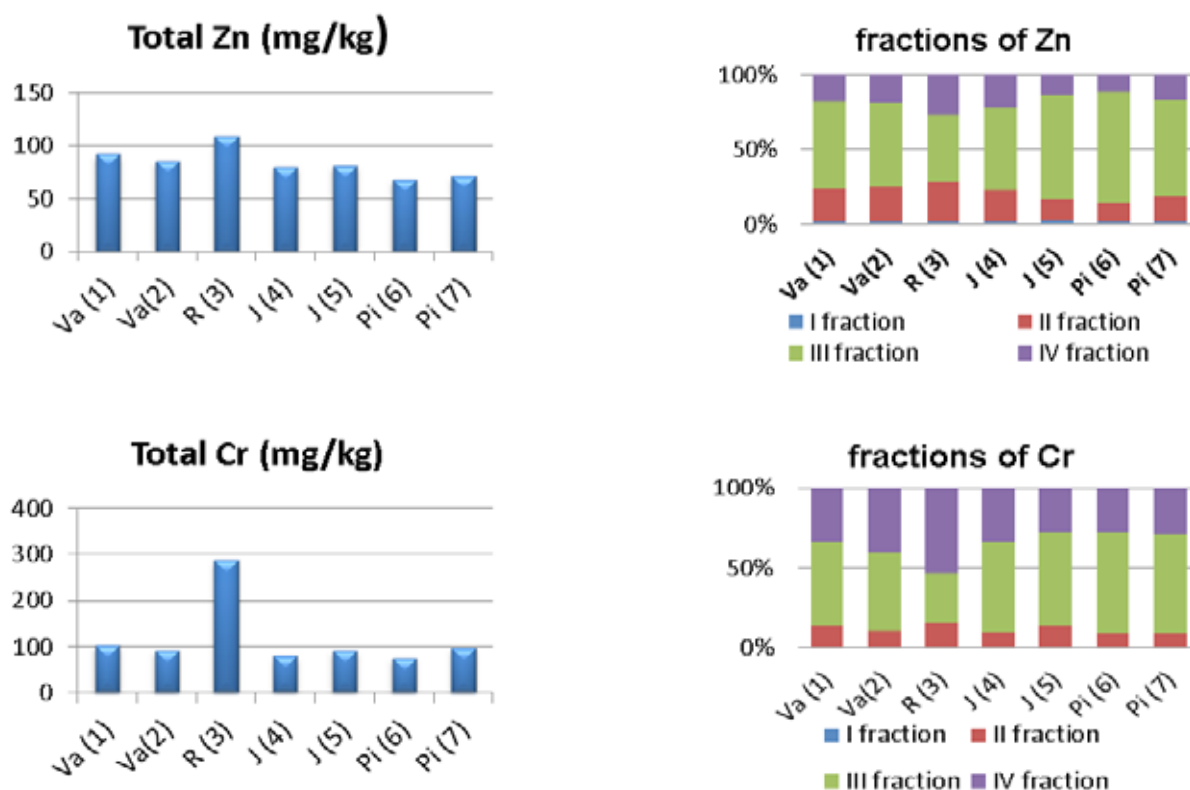 Total Zn (mg/kg)
150
100
50
0
Va (1)
Va(2)
R (3)
J (4)
J (5)
Pi (6)
Pi (7)
fractions of Zn
100%
50%
0%
Va (1)
Va(2)
R (3)
J (4)
J (5)
Pi (6)
Pi (7)
I fraction II fraction
III fraction IV fraction
Total Cr (mg/kg)
400
300
200
100
0
Va (1)
Va(2)
R (3)
J (4)
J (5)
Pi (6)
Pi (7)
fractions of Cr
100%
50%
0%
Va (1)
Va(2)
R (3)
J (4)
J (5)
Pi (6)
Pi (7)
I fraction II fraction
III fraction IV fraction